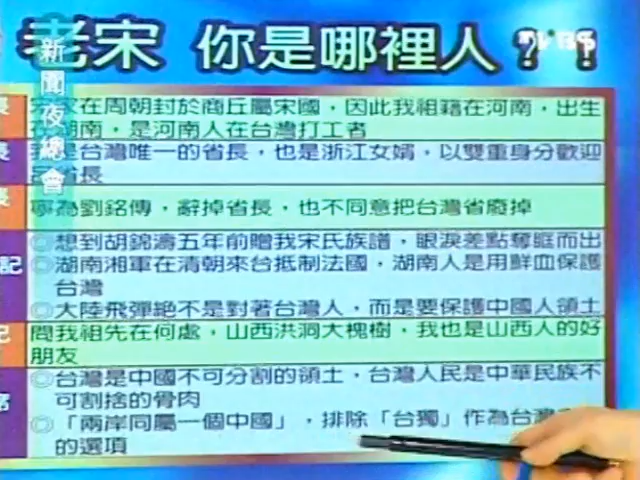 老宋 你是哪裡人??
TVBS
新聞夜總會
宋家在周朝封於商丘屬宋國，因此我祖籍在河南，出生
在湖南，是河南人在台灣打工者
我是台灣唯一的省長，也是浙江女婿，以雙重身分歡迎
省長
寧為劉銘傳，辭掉省長，也不同意把台灣省廢掉
◎想到胡錦濤五年前贈我宋氏族譜，眼淚差點奪眶而出
◎湖南湘軍在清朝來台抵制法國，湖南人是用鮮血保護
台灣
◎大陸飛彈絕不是對著台灣人，而是要保護中國人領土
記
問我祖先在何處，山西洪洞大槐樹，我也是山西人的好
朋友
◎台灣是中國不可分割的領土，台灣人民是中華民族不
可割捨的骨肉
◎「兩岸同屬一個中國」，排除「台獨」作為台灣
的選項